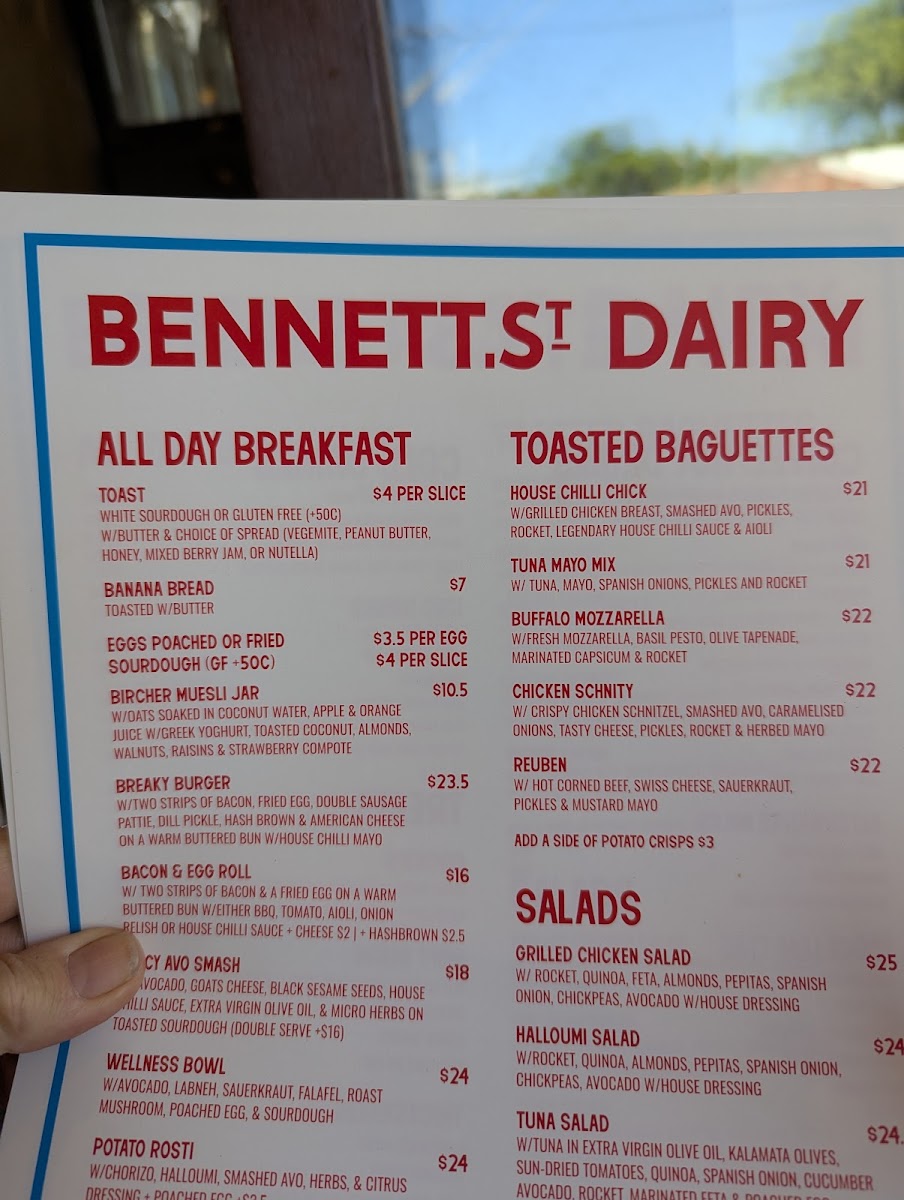 BENNETT.ST DAIRY
ALL DAY BREAKFAST
TOAST $4 PER SLICE
WHITE SOURDOUGH OR GLUTEN FREE (+50C)
W/BUTTER & CHOICE OF SPREAD (VEGEMITE, PEANUT BUTTER,
HONEY, MIXED BERRY JAM, OR NUTELLA)
BANANA BREAD $7
TOASTED W/BUTTER
EGGS POACHED OR FRIED $3.5 PER EGG
SOURDOUGH (GF +50C) $4 PER SLICE
BIRCHER MUESLI JAR $10.5
W/OATS SOAKED IN COCONUT WATER, APPLE & ORANGE
JUICE W/GREEK YOGHURT, TOASTED COCONUT, ALMONDS,
WALNUTS, RAISINS & STRAWBERRY COMPOTE
BREAKY BURGER $23.5
W/TWO STRIPS OF BACON, FRIED EGG, DOUBLE SAUSAGE
PATTIE, DILL PICKLE, HASH BROWN & AMERICAN CHEESE
ON A WARM BUTTERED BUN W/HOUSE CHILLI MAYO
BACON & EGG ROLL $16
W/ TWO STRIPS OF BACON & A FRIED EGG ON A WARM
BUTTERED BUN W/EITHER BBQ, TOMATO, AIOLI, ONION
RELISH OR HOUSE CHILLI SAUCE + CHEESE $2 | + HASHBROWN $2.5
CY AVO SMASH $18
AVOCADO, GOATS CHEESE, BLACK SESAME SEEDS, HOUSE
CHILLI SAUCE, EXTRA VIRGIN OLIVE OIL, & MICRO HERBS ON
TOASTED SOURDOUGH (DOUBLE SERVE +$16)
WELLNESS BOWL $24
W/AVOCADO, LABNEH, SAUERKRAUT, FALAFEL, ROAST
MUSHROOM, POACHED EGG, & SOURDOUGH
POTATO ROSTI $24
W/CHORIZO, HALLOUMI, SMASHED AVO, HERBS, & CITRUS
DRESSING + POACHED EGG
TOASTED BAGUETTES
HOUSE CHILLI CHICK $21
W/GRILLED CHICKEN BREAST, SMASHED AVO, PICKLES,
ROCKET, LEGENDARY HOUSE CHILLI SAUCE & AIOLI
TUNA MAYO MIX $21
W/ TUNA, MAYO, SPANISH ONIONS, PICKLES AND ROCKET
BUFFALO MOZZARELLA $22
W/FRESH MOZZARELLA, BASIL PESTO, OLIVE TAPENADE,
MARINATED CAPSICUM & ROCKET
CHICKEN SCHNITY $22
W/ CRISPY CHICKEN SCHNITZEL, SMASHED AVO, CARAMELISED
ONIONS, TASTY CHEESE, PICKLES, ROCKET & HERBED MAYO
REUBEN $22
W/ HOT CORNED BEEF, SWISS CHEESE, SAUERKRAUT,
PICKLES & MUSTARD MAYO
ADD A SIDE OF POTATO CRISPS $3
SALADS
GRILLED CHICKEN SALAD $25
W/ ROCKET, QUINOA, FETA, ALMONDS, PEPITAS, SPANISH
ONION, CHICKPEAS, AVOCADO W/HOUSE DRESSING
HALLOUMI SALAD $24
W/ROCKET, QUINOA, ALMONDS, PEPITAS, SPANISH ONION,
CHICKPEAS, AVOCADO W/HOUSE DRESSING
TUNA SALAD $24.
W/TUNA IN EXTRA VIRGIN OLIVE OIL, KALAMATA OLIVES,
SUN-DRIED TOMATOES, QUINOA, SPANISH ONION, CUCUMBER
AVOCADO, ROCKET, MARINATED FETA & POACHED EGG